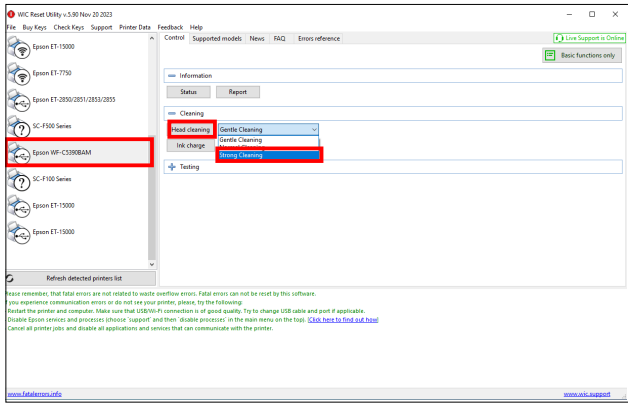 WIC Reset Utility v.5.90 Nov 20 2023
File Buy Keys Check Keys Support Printer Data Feedback Help
Epson ET-15000
Epson ET-7750
Epson ET-2850/2851/2853/2855
SC-F500 Series
Epson WF-C5390BAM
SC-F100 Series
Epson ET-15000
Epson ET-15000
Refresh detected printers list
Control Supported models News FAQ Errors reference
Live Support is Online
Basic functions only
Information
Status Report
Cleaning
Head cleaning Gentle Cleaning
Gentle Cleaning
Ink charge
Strong Cleaning
Testing
lease remember, that fatal errors are not related to waste overflow errors. Fatal errors can not be reset by this software.
f you experience communication errors or do not see your printer, please, try the following:
Restart the printer and computer. Make sure that USB/Wi-Fi connection is of good quality. Try to change USB cable and port if applicable.
Disable Epson services and processes (choose 'support' and then 'disable processes' in the main menu on the top). [Click here to find out how]
Cancel all printer jobs and disable all applications and services that can communicate with the printer.
www.fatalerrors.info www.wic.support